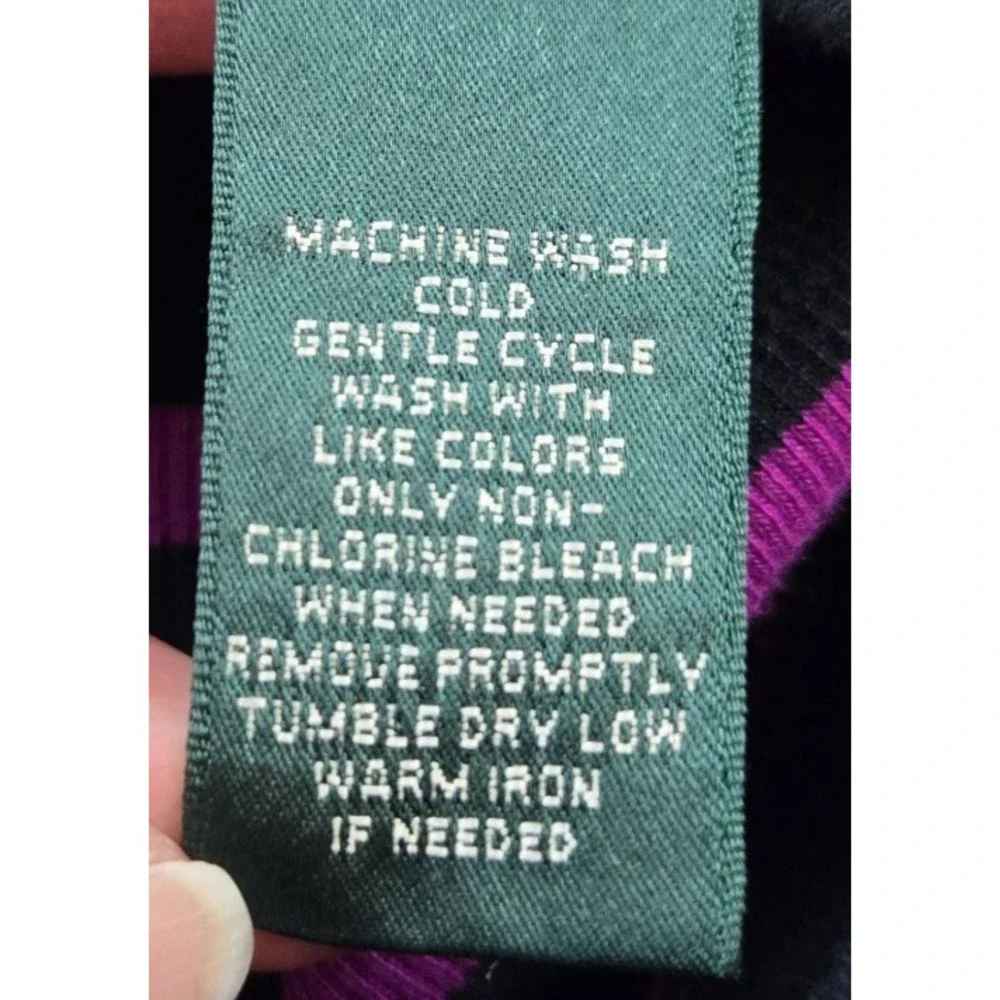 MACHINE WASH
COLD
GENTLE CYCLE
WASH WITH
LIKE COLORS
ONLY NON-
CHLORINE BLEACH
WHEN NEEDED
REMOVE PROMPTLY
TUMBLE DRY LOW
WARM IRON
IF NEEDED